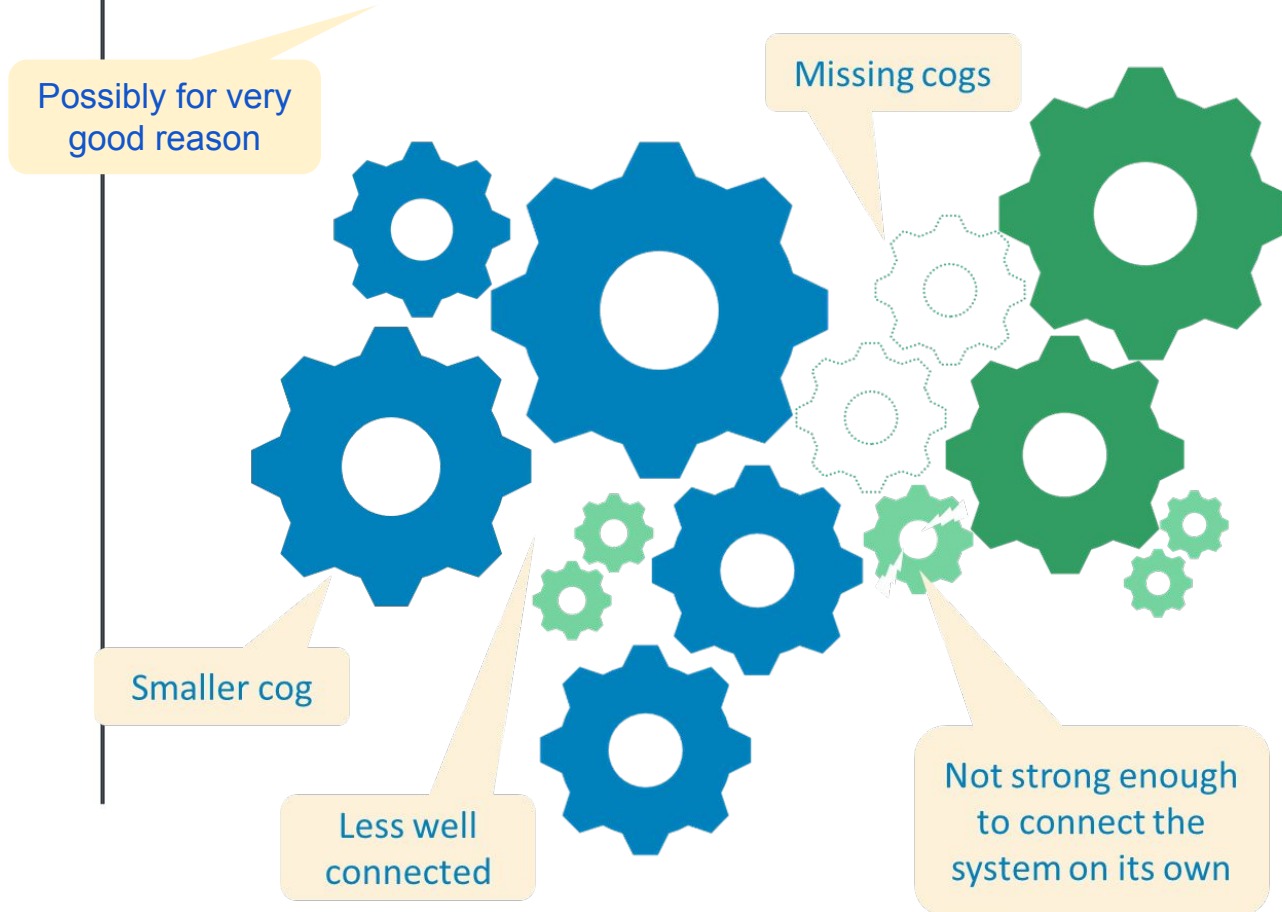 Possibly for very
good reason
Missing cogs
Smaller cog
Less well
connected
Not strong enough
to connect the
system on its own